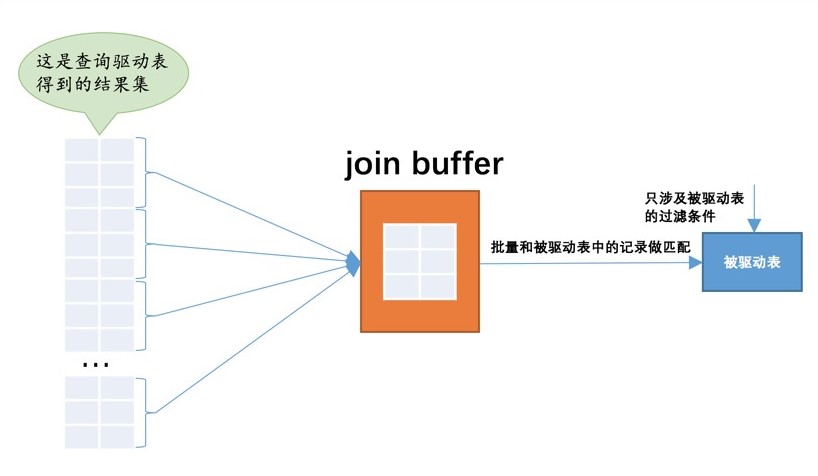 这是查询驱动表
得到的结果集
join buffer
只涉及被驱动表
的过滤条件
批量和被驱动表中的记录做匹配
被驱动表
...